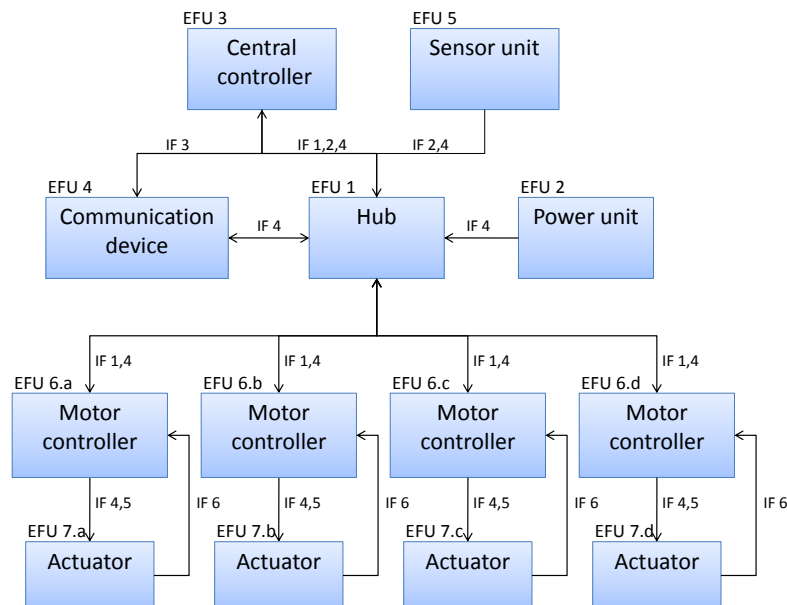 EFU 3
EFU 5
Central
controller
Sensor unit
IF 3
IF 1,2,4
IF 2,4
EFU 4
EFU 1
EFU 2
Communication
device
Hub
Power unit
IF 4
IF 4
IF 1,4
IF 1,4
IF 1,4
IF 1,4
EFU 6.a
EFU 6.b
EFU 6.c
EFU 6.d
Motor
controller
Motor
controller
Motor
controller
Motor
controller
IF 4,5
IF 6
IF 4,5
IF 6
IF 4,5
IF 6
IF 4,5
IF 6
EFU 7.a
EFU 7.b
EFU 7.c
EFU 7.d
Actuator
Actuator
Actuator
Actuator